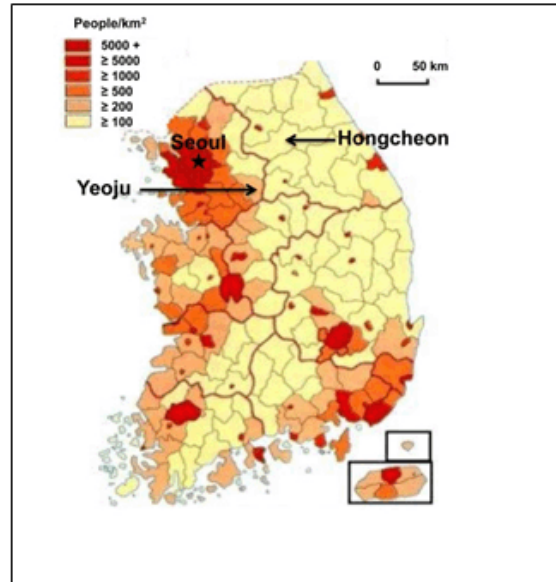 People/km²
5000 +
≥ 5000
≥ 1000
≥ 500
≥ 200
≥ 100
0 50 km
Seoul
Hongcheon
Yeoju